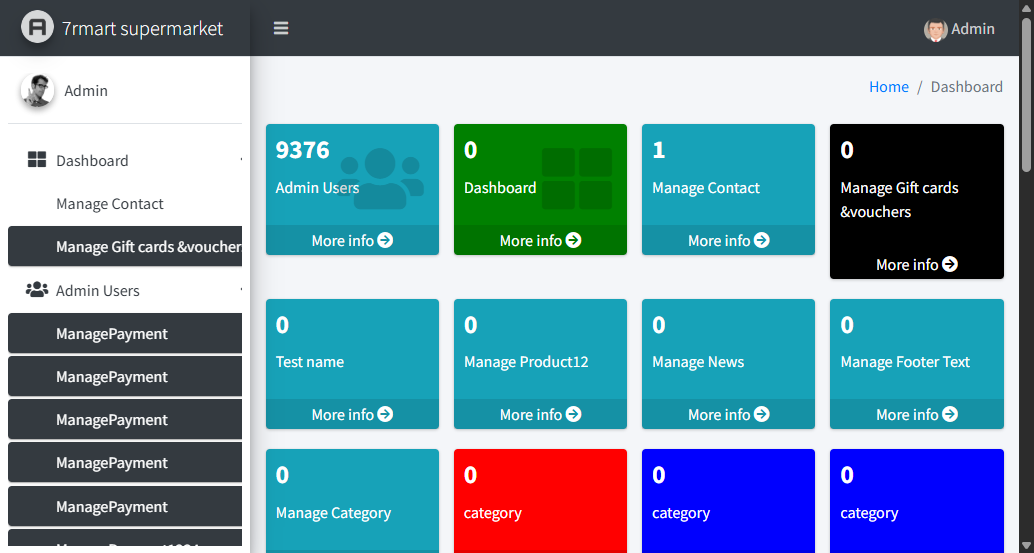 7rmart supermarket
Admin
Admin
Home / Dashboard
Dashboard
Manage Contact
Manage Gift cards &voucher
Admin Users
ManagePayment
ManagePayment
ManagePayment
ManagePayment
ManagePayment
9376
Admin Users
More info
0
Dashboard
More info
1
Manage Contact
More info
0
Manage Gift cards
&vouchers
More info
0
Test name
More info
0
Manage Product12
More info
0
Manage News
More info
0
Manage Footer Text
More info
0
Manage Category
0
category
0
category
0
category